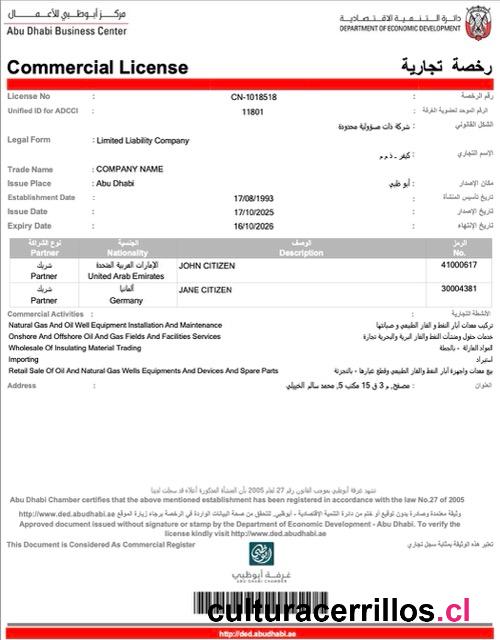 مركز أبوظبي للأعمال
Abu Dhabi Business Center
دائرة التنمية الاقتصادية
DEPARTMENT OF ECONOMIC DEVELOPMENT
Commercial License
رخصة تجارية
License No : CN-1018518 : رقم الرخصة
Unified ID for ADCCI : 11801 : الرقم الموحد لعضوية الغرفة
شركة ذات مسؤولية محدودة : الشكل القانوني
Legal Form : Limited Liability Company
كيفر - ذ م م : الاسم التجاري
Trade Name : COMPANY NAME
Issue Place : Abu Dhabi أبو ظبي : مكان الإصدار
Establishment Date : 17/08/1993 : تاريخ تأسيس المنشأة
Issue Date : 17/10/2025 : تاريخ الإصدار
Expiry Date : 16/10/2026 : تاريخ الإنتهاء
نوع الشراكة الجنسية الوصف الرمز
Partner Nationality Description No.
شريك الإمارات العربية المتحدة JOHN CITIZEN 41000617
Partner United Arab Emirates
شريك ألمانيا JANE CITIZEN 30004381
Partner Germany
Commercial Activities : الأنشطة التجارية :
Natural Gas And Oil Well Equipment Installation And Maintenance تركيب معدات آبار النفط و الغاز الطبيعي و صيانتها
Onshore And Offshore Oil And Gas Fields And Facilities Services خدمات حقول ومنشآت النفط والغاز البرية والبحرية تجارة
Wholesale Of Insulating Material Trading المواد العازلة - بالجملة
Importing استيراد
Retail Sale Of Oil And Natural Gas Wells Equipments And Devices And Spare Parts بيع معدات واجهزة آبار النفط والغاز الطبيعي وقطع غيارها - بالتجزئة
Address : مصفح, م 3 ق 15 مكتب 5, محمد سالم : العنوان
تشهد غرفة أبوظبي بموجب القانون رقم 27 لعام 2005 بأن المنشأة المذكورة أعلاه قد سجلت لدينا
Abu Dhabi Chamber certifies that the above mentioned establishment has been registered in accordance with the law No.27 of 2005
وثيقة معتمدة وصادرة بدون توقيع أو ختم من دائرة التنمية الإقتصادية - أبوظبي. للتحقق من صحة البيانات الواردة في الرخصة برجاء زيارة الموقع http://www.ded.abudhabi.ae
Approved document issued without signature or stamp by the Department of Economic Development - Abu Dhabi. To verify the
license kindly visit http://www.ded.abudhabi.ae
This Document is Considered As Commercial Register تعتبر هذه الوثيقة بمثابة سجل تجاري
غرفة أبوظبي
ABU DHABI CHAMBER
culturacerrillos.cl
http://ded.abudhabi.ae